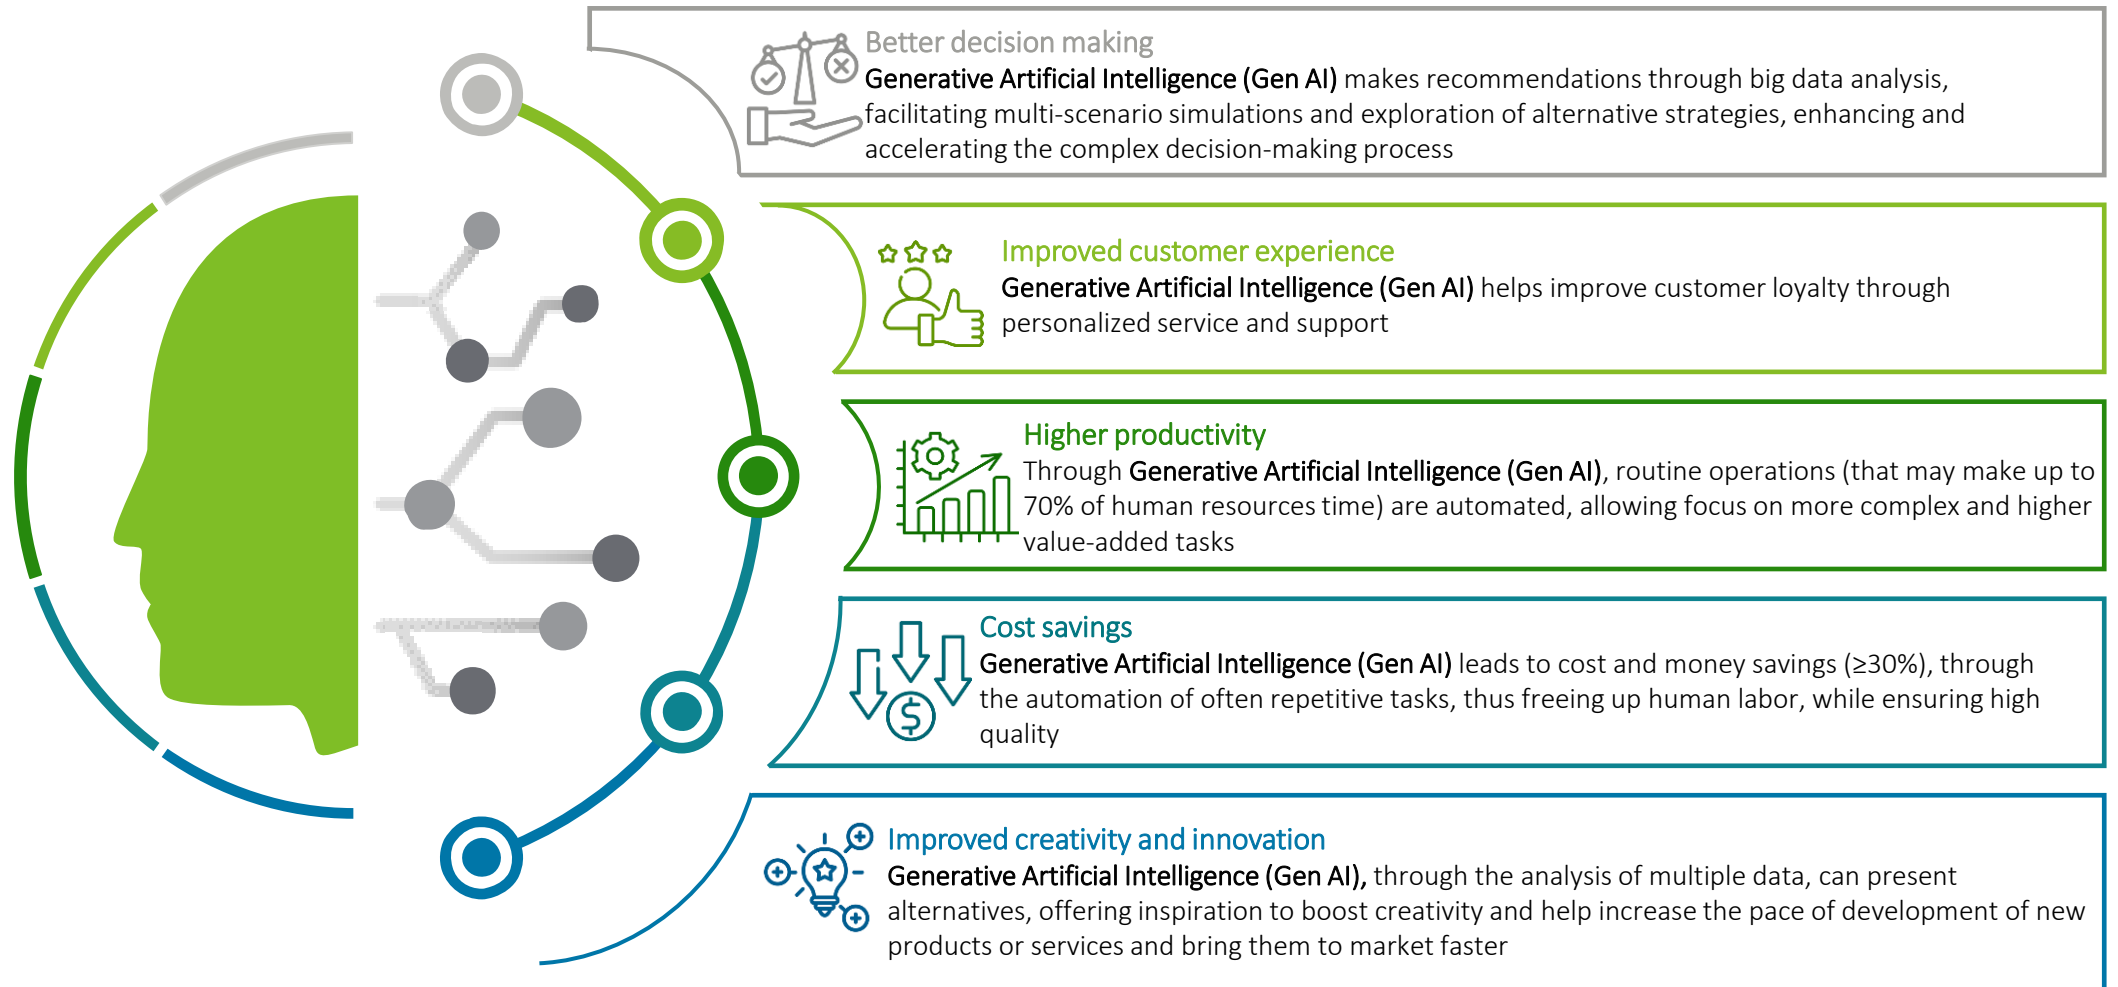 Better decision making
Generative Artificial Intelligence (Gen AI) makes recommendations through big data analysis,
facilitating multi-scenario simulations and exploration of alternative strategies, enhancing and
accelerating the complex decision-making process
Improved customer experience
Generative Artificial Intelligence (Gen AI) helps improve customer loyalty through
personalized service and support
Higher productivity
Through Generative Artificial Intelligence (Gen AI), routine operations (that may make up to
70% of human resources time) are automated, allowing focus on more complex and higher
value-added tasks
Cost savings
Generative Artificial Intelligence (Gen AI) leads to cost and money savings (≥30%), through
the automation of often repetitive tasks, thus freeing up human labor, while ensuring high
quality
Improved creativity and innovation
Generative Artificial Intelligence (Gen AI), through the analysis of multiple data, can present
alternatives, offering inspiration to boost creativity and help increase the pace of development of new
products or services and bring them to market faster